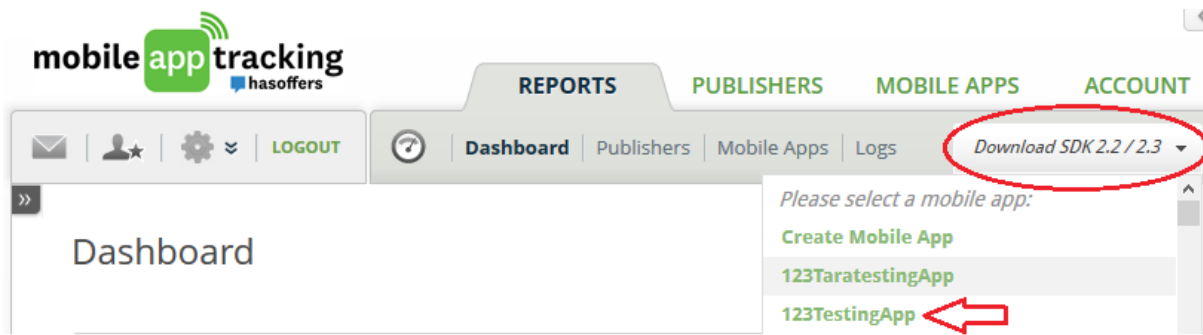 mobile app tracking
hasoffers
REPORTS PUBLISHERS MOBILE APPS ACCOUNT
LOGOUT Dashboard Publishers Mobile Apps Logs Download SDK 2.2 / 2.3
»
Please select a mobile app:
Create Mobile App
Dashboard
123TaratestingApp
123TestingApp